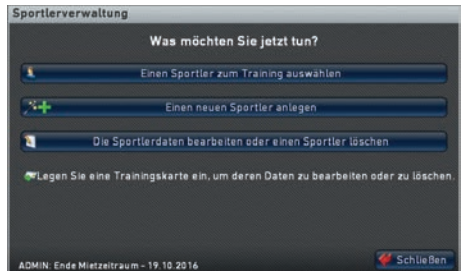 Sportlerverwaltung
Was möchten Sie jetzt tun?
Einen Sportler zum Training auswählen
Einen neuen Sportler anlegen
Die Sportlerdaten bearbeiten oder einen Sportler löschen
Legen Sie eine Trainingskarte ein, um deren Daten zu bearbeiten oder zu löschen.
ADMIN: Ende Mietzeitraum - 19.10.2016
Schließen